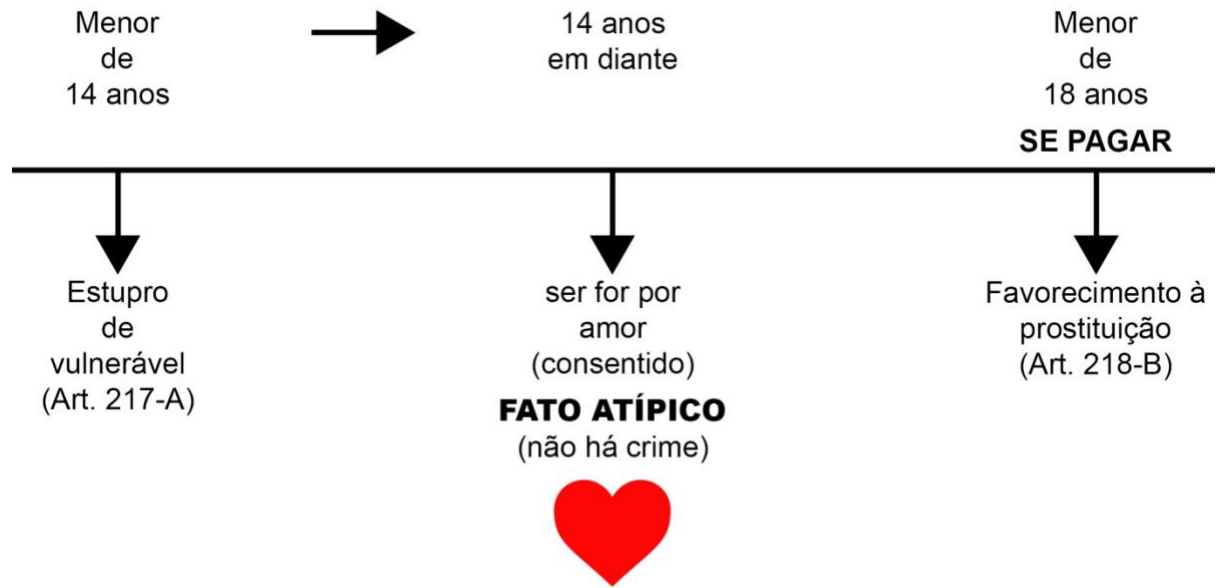 Menor
de
14 anos
14 anos
em diante
Menor
de
18 anos
SE PAGAR
Estupro
de
vulnerável
(Art. 217-A)
ser for por
amor
(consentido)
FATO ATÍPICO
(não há crime)
Favorecimento à
prostituição
(Art. 218-B)